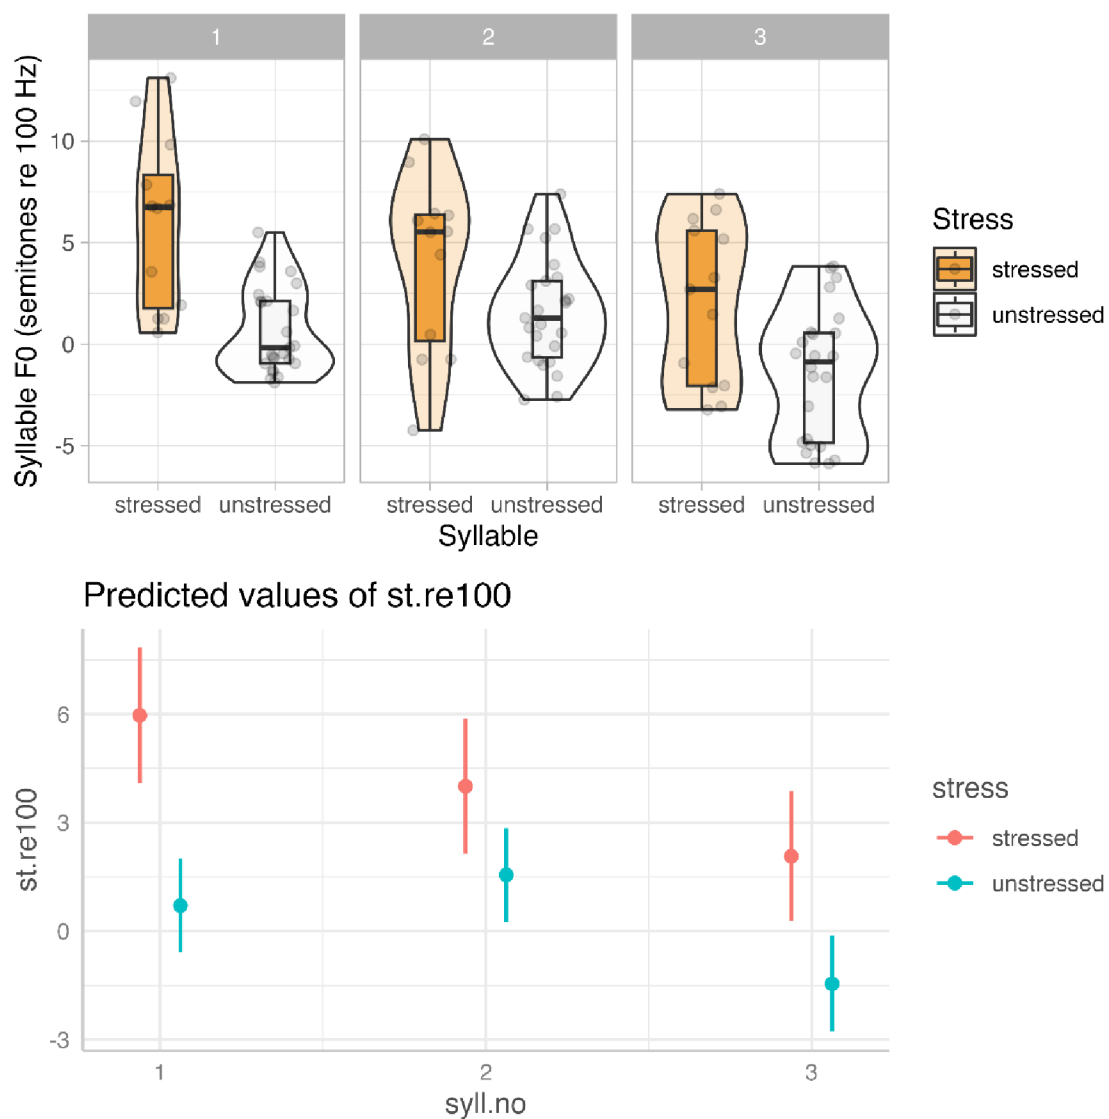 1 2 3
Syllable F0 (semitones re 100 Hz)
10
5
0
-5
stressed unstressed stressed unstressed stressed unstressed
Syllable
Stress
stressed
unstressed
Predicted values of st.re100
st.re100
6
3
0
-3
1 2 3
syll.no
stress
stressed
unstressed